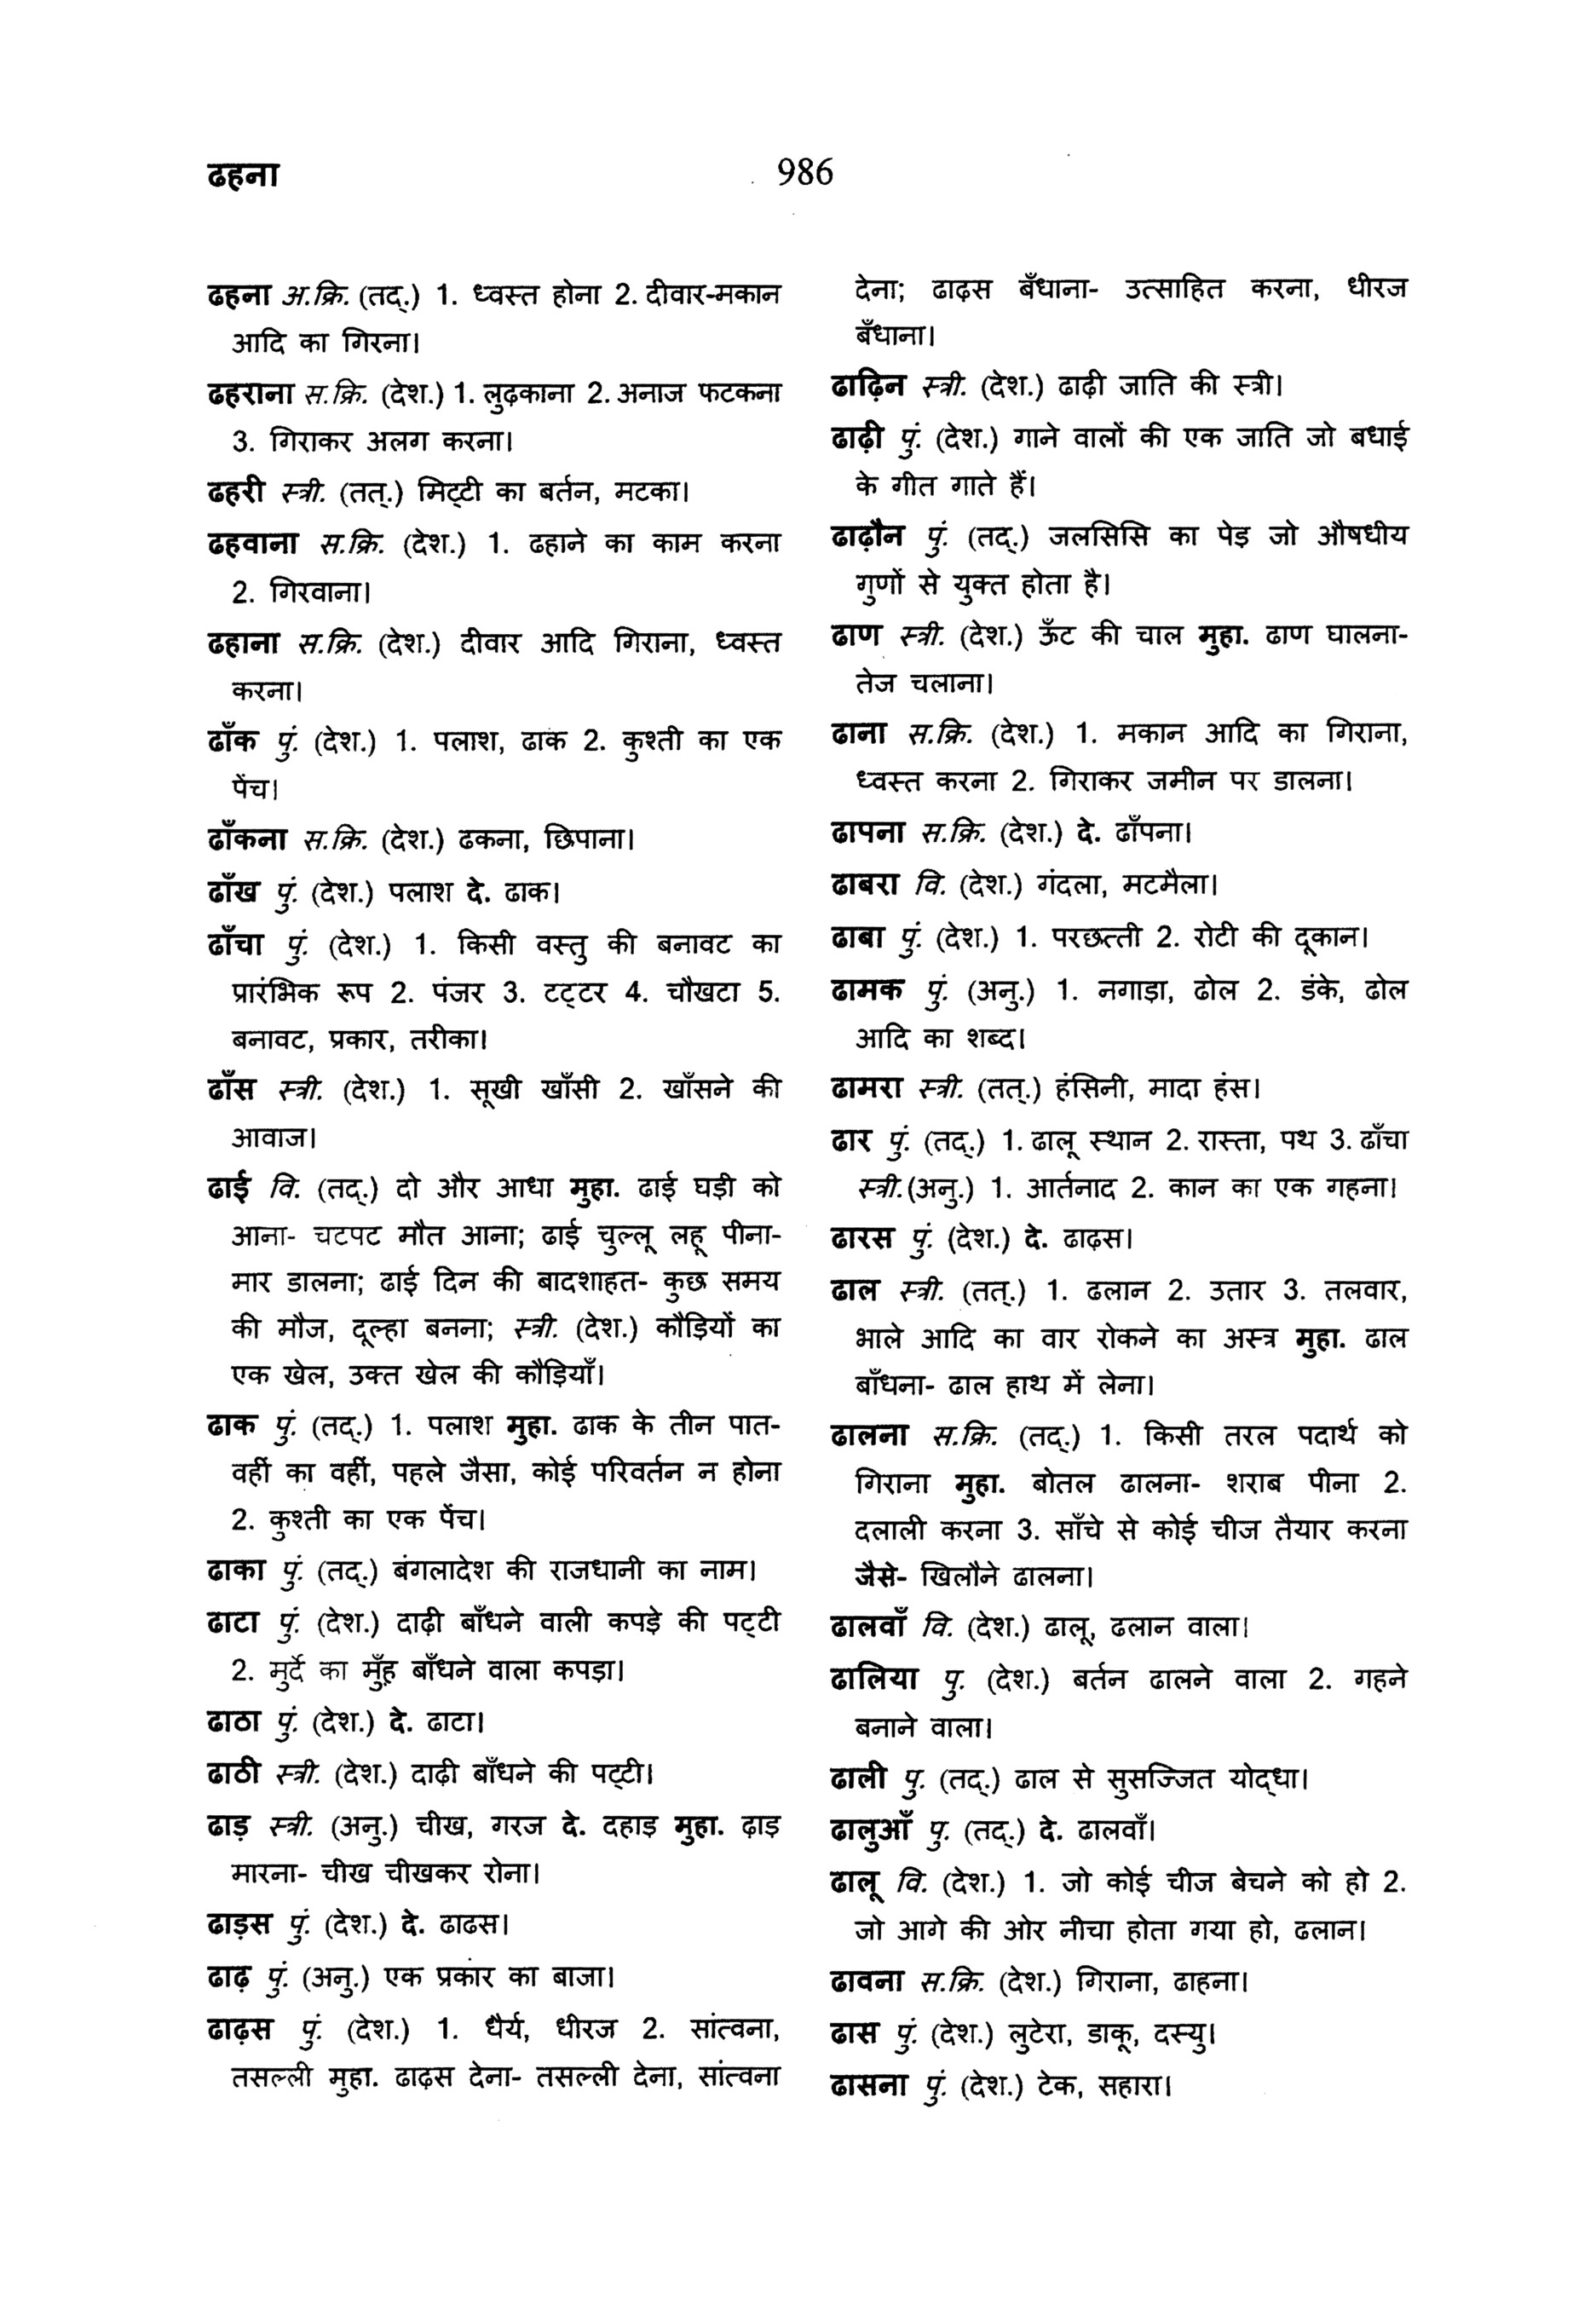 ढहना
986
ढहना अ.क्रि. (तद्.) 1. ध्वस्त होना 2. दीवार-मकान
आदि का गिरना।
ढहराना स.क्रि. (देश.) 1. लुढ़काना 2. अनाज फटकना
3. गिराकर अलग करना।
ढहरी स्त्री. (तत्.) मिट्‌टी का बर्तन, मटका।
ढहवाना स.क्रि. (देश.) 1. ढहाने का काम करना
2. गिरवाना।
ढहाना स.क्रि. (देश.) दीवार आदि गिराना, ध्वस्त
करना।
ढाँक पुं. (देश.) 1. पलाश, ढाक 2. कुश्ती का एक
पेंच।
ढाँकना स.क्रि. (देश.) ढकना, छिपाना।
ढाँख पुं. (देश.) पलाश दे. ढाक।
ढाँचा पुं. (देश.) 1. किसी वस्तु की बनावट का
प्रारंभिक रूप 2. पंजर 3. टट्‌टर 4. चौखटा 5.
बनावट, प्रकार, तरीका।
ढाँस स्त्री. (देश.) 1. सूखी खाँसी 2. खाँसने की
आवाज।
ढाई वि. (तद्.) दो और आधा मुहा. ढाई घड़ी को
आना- चटपट मौत आना; ढाई चुल्लू लहू पीना-
मार डालना; ढाई दिन की बादशाहत- कुछ समय
की मौज, दूल्हा बनना; स्त्री. (देश.) कौड़ियों का
एक खेल, उक्त खेल की कौड़ियाँ।
ढाक पुं. (तद्.) 1. पलाश मुहा. ढाक के तीन पात-
वहीं का वहीं, पहले जैसा, कोई परिवर्तन न होना
2. कुश्ती का एक पेंच।
ढाका पुं. (तद्.) बंगलादेश की राजधानी का नाम।
ढाटा पुं. (देश.) दाढ़ी बाँधने वाली कपड़े की पट्‌टी
2. मुर्दे का मुँह बाँधने वाला कपड़ा।
ढाठा पुं. (देश.) दे. ढाटा।
ढाठी स्त्री. (देश.) दाढ़ी बाँधने की पट्‌टी।
ढाड़ स्त्री. (अनु.) चीख, गरज दे. दहाड़ मुहा. ढ़ाड़
मारना- चीख चीखकर रोना।
ढाड़स पुं. (देश.) दे. ढाढस।
ढाढ़ पुं. (अनु.) एक प्रकार का बाजा।
ढाढ़स पुं. (देश.) 1. धैर्य, धीरज 2. सांत्वना,
तसल्ली मुहा. ढाढ़स देना- तसल्ली देना, सांत्वना
देना; ढाढ़स बँधाना- उत्साहित करना, धीरज
बँधाना।
ढाढ़िन स्त्री. (देश.) ढाढ़ी जाति की स्त्री।
ढाढ़ी पुं. (देश.) गाने वालों की एक जाति जो बधाई
के गीत गाते हैं।
ढाढ़ौन पुं. (तद्.) जलसिसि का पेड़ जो औषधीय
गुणों से युक्त होता है।
ढाण स्त्री. (देश.) ऊँट की चाल मुहा. ढाण घालना-
तेज चलाना।
ढाना स.क्रि. (देश.) 1. मकान आदि का गिराना,
ध्वस्त करना 2. गिराकर जमीन पर डालना।
ढापना स.क्रि. (देश.) दे. ढाँपना।
ढाबरा वि. (देश.) गंदला, मटमैला।
ढाबा पुं. (देश.) 1. परछत्ती 2. रोटी की दूकान।
ढामक पुं. (अनु.) 1. नगाड़ा, ढोल 2. डंके, ढोल
आदि का शब्द।
ढामरा स्त्री. (तत्.) हंसिनी, मादा हंस।
ढार पुं. (तद्.) 1. ढालू स्थान 2. रास्ता, पथ 3. ढाँचा
स्त्री.(अनु.) 1. आर्तनाद 2. कान का एक गहना।
ढारस पुं. (देश.) दे. ढाढ़स।
ढाल स्त्री. (तत्.) 1. ढलान 2. उतार 3. तलवार,
भाले आदि का वार रोकने का अस्त्र मुहा. ढाल
बाँधना- ढाल हाथ में लेना।
ढालना स.क्रि. (तद्.) 1. किसी तरल पदार्थ को
गिराना मुहा. बोतल ढालना- शराब पीना 2.
दलाली करना 3. साँचे से कोई चीज तैयार करना
जैसे- खिलौने ढालना।
ढालवाँ वि. (देश.) ढालू, ढलान वाला।
ढालिया पु. (देश.) बर्तन ढालने वाला 2. गहने
बनाने वाला।
ढाली पु. (तद्.) ढाल से सुसज्जित योद्‌धा।
ढालुआँ पु. (तद्.) दे. ढालवाँ।
ढालू वि. (देश.) 1. जो कोई चीज बेचने को हो 2.
जो आगे की ओर नीचा होता गया हो, ढलान।
ढावना स.क्रि. (देश.) गिराना, ढाहना।
ढास पुं. (देश.) लुटेरा, डाकू, दस्यु।
ढासना पुं. (देश.) टेक, सहारा।